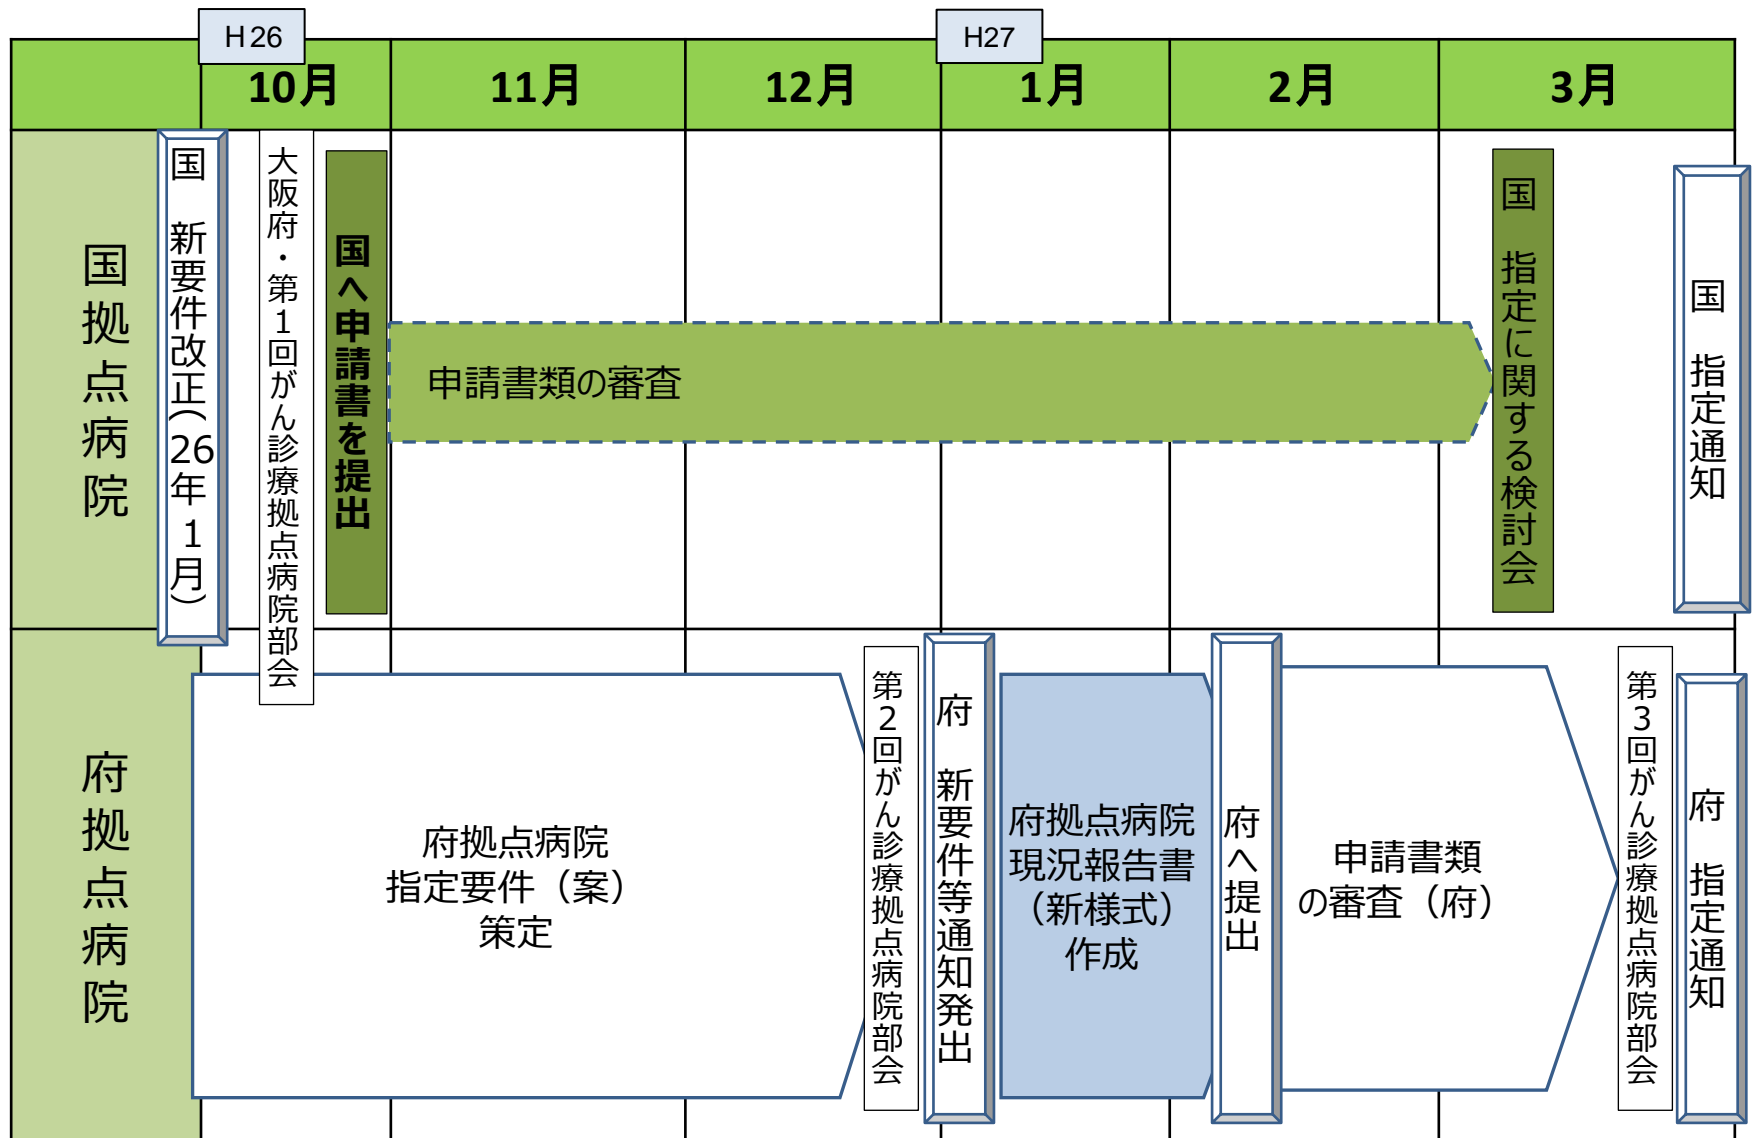 H26
H27
10月
11月
12月
1月
2月
3月
国拠点病院
国　新要件改正（26年1月）
大阪府・第1回がん診療拠点病院部会
国へ申請書を提出
申請書類の審査
国　指定に関する検討会
国　指定通知
府拠点病院
府拠点病院
指定要件（案）
策定
第2回がん診療拠点病院部会
府　新要件等通知発出
府拠点病院
現況報告書
（新様式）
作成
府へ提出
申請書類
の審査（府）
第3回がん診療拠点病院部会
府　指定通知